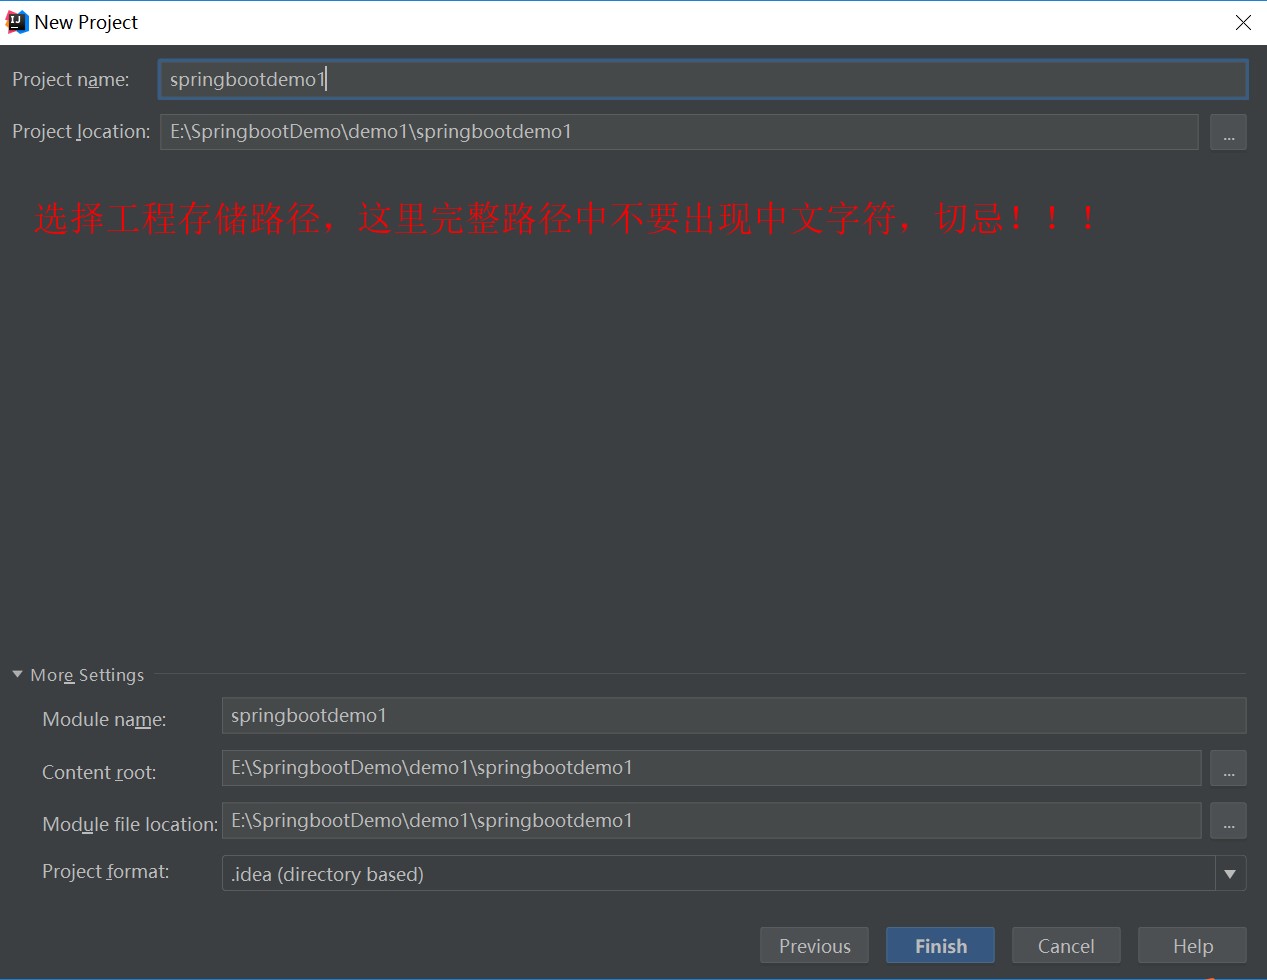 New Project
Project name: springbootdemo1
Project location: E:\SpringbootDemo\demo1\springbootdemo1 ...
选择工程存储路径，这里完整路径中不要出现中文字符，切忌！！！
More Settings
Module name: springbootdemo1
Content root: E:\SpringbootDemo\demo1\springbootdemo1 ...
Module file location: E:\SpringbootDemo\demo1\springbootdemo1 ...
Project format: .idea (directory based)
Previous Finish Cancel Help